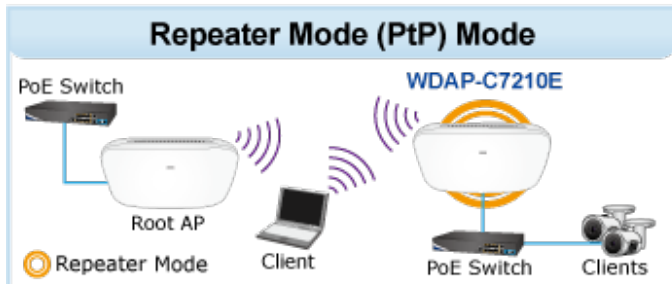 Repeater Mode (PtP) Mode
PoE Switch
WDAP-C7210E
Root AP
Client
Repeater Mode
PoE Switch
Clients